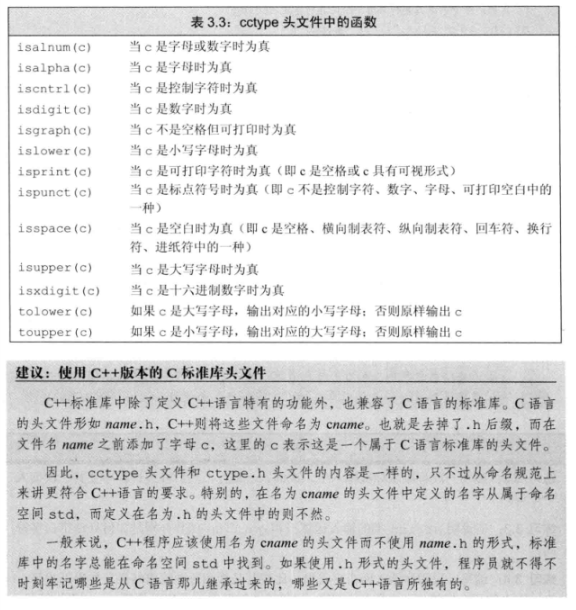 表 3.3：cctype 头文件中的函数
isalnum(c) 当 c 是字母或数字时为真
isalpha(c) 当 c 是字母时为真
iscntrl(c) 当 c 是控制字符时为真
isdigit(c) 当 c 是数字时为真
isgraph(c) 当 c 不是空格但可打印时为真
islower(c) 当 c 是小写字母时为真
isprint(c) 当 c 是可打印字符时为真（即 c 是空格或 c 具有可视形式）
ispunct(c) 当 c 是标点符号时为真（即 c 不是控制字符、数字、字母、可打印空白中的
一种）
isspace(c) 当 c 是空白时为真（即 c 是空格、横向制表符、纵向制表符、回车符、换行
符、进纸符中的一种）
isupper(c) 当 c 是大写字母时为真
isxdigit(c) 当 c 是十六进制数字时为真
tolower(c) 如果 c 是大写字母，输出对应的小写字母；否则原样输出 c
toupper(c) 如果 c 是小写字母，输出对应的大写字母；否则原样输出 c
建议：使用 C++版本的 C 标准库头文件
C++标准库中除了定义 C++语言特有的功能外，也兼容了 C 语言的标准库。C 语言
的头文件形如 name.h，C++则将这些文件命名为 cname。也就是去掉了.h 后缀，而在
文件名 name 之前添加了字母 c，这里的 c 表示这是一个属于 C 语言标准库的头文件。
因此，cctype 头文件和 ctype.h 头文件的内容是一样的，只不过从命名规范上
来讲更符合 C++语言的要求。特别的，在名为 cname 的头文件中定义的名字从属于命名
空间 std，而定义在名为.h 的头文件中的则不然。
一般来说，C++程序应该使用名为 cname 的头文件而不使用 name.h 的形式，标准
库中的名字总能在命名空间 std 中找到。如果使用.h 形式的头文件，程序员就不得不
时刻牢记哪些是从 C 语言那儿继承过来的，哪些又是 C++语言所独有的。